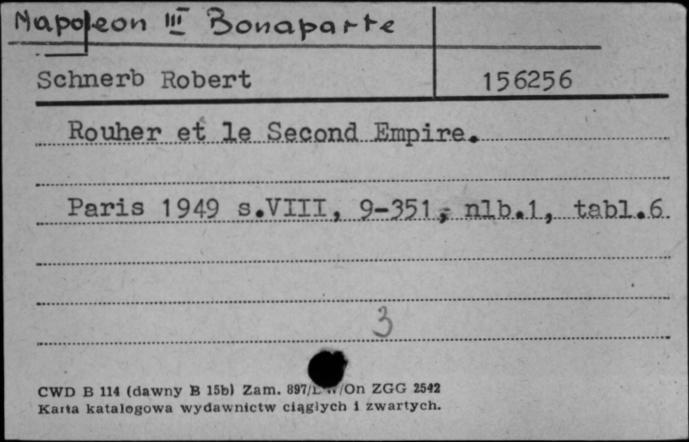 Napoleon III Bonaparte
Schnerb Robert 156256
Rouher et le Second Empire.
Paris 1949 s.VIII, 9-351, nlb.1, tabl.6.
3
CWD B 114 (dawny B 15b) Zam. 897/ /On ZGG 2542
Karta katalogowa wydawnictw ciągłych i zwartych.